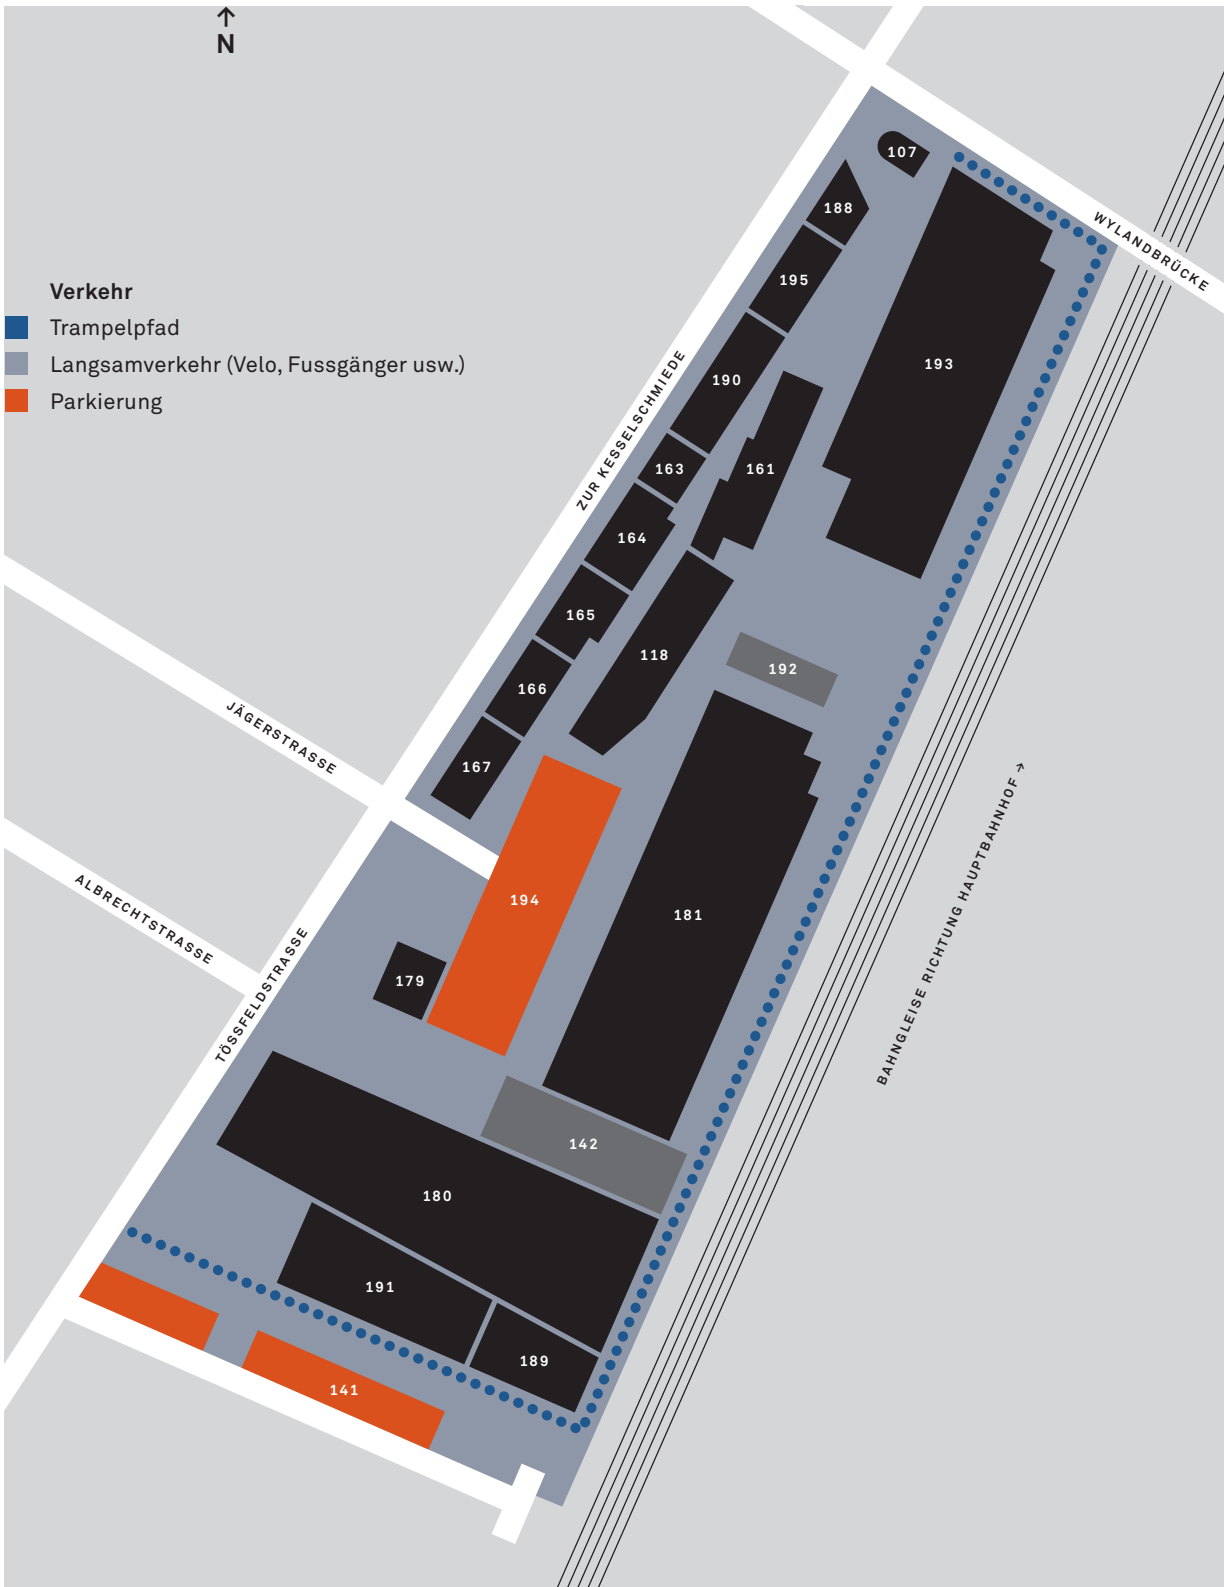 ↑
N
107
WYLANDBRÜCKE
188
195
Verkehr
Trampelpfad
Langsamverkehr (Velo, Fussgänger usw.)
Parkierung
193
190
ZUR KESSELSCHMIEDE
163
161
164
165
118
192
166
JÄGERSTRASSE
167
BAHNGLEISE RICHTUNG HAUPTBAHNHOF →
194
181
ALBRECHTSTRASSE
179
TÖSSFELDSTRASSE
142
180
191
189
141